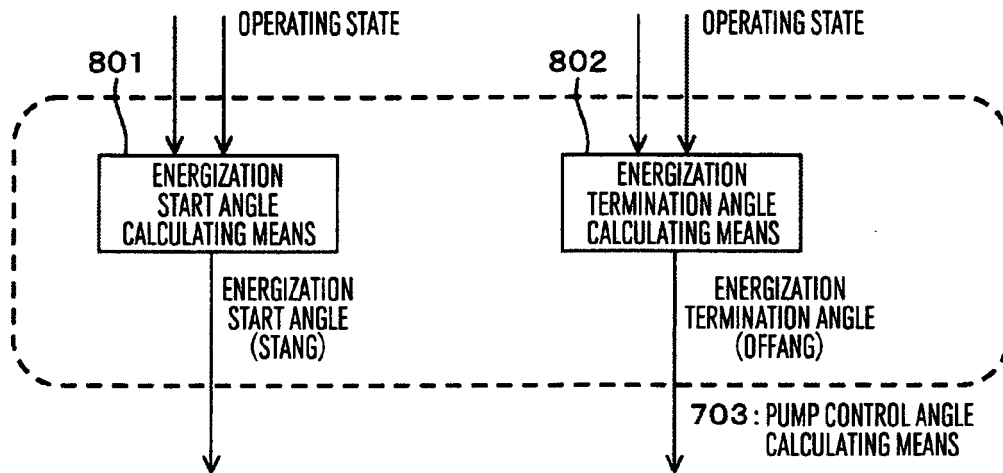 OPERATING STATE
OPERATING STATE
801
802
ENERGIZATION
START ANGLE
CALCULATING MEANS
ENERGIZATION
TERMINATION ANGLE
CALCULATING MEANS
ENERGIZATION
START ANGLE
(STANG)
ENERGIZATION
TERMINATION ANGLE
(OFFANG)
703: PUMP CONTROL ANGLE
CALCULATING MEANS